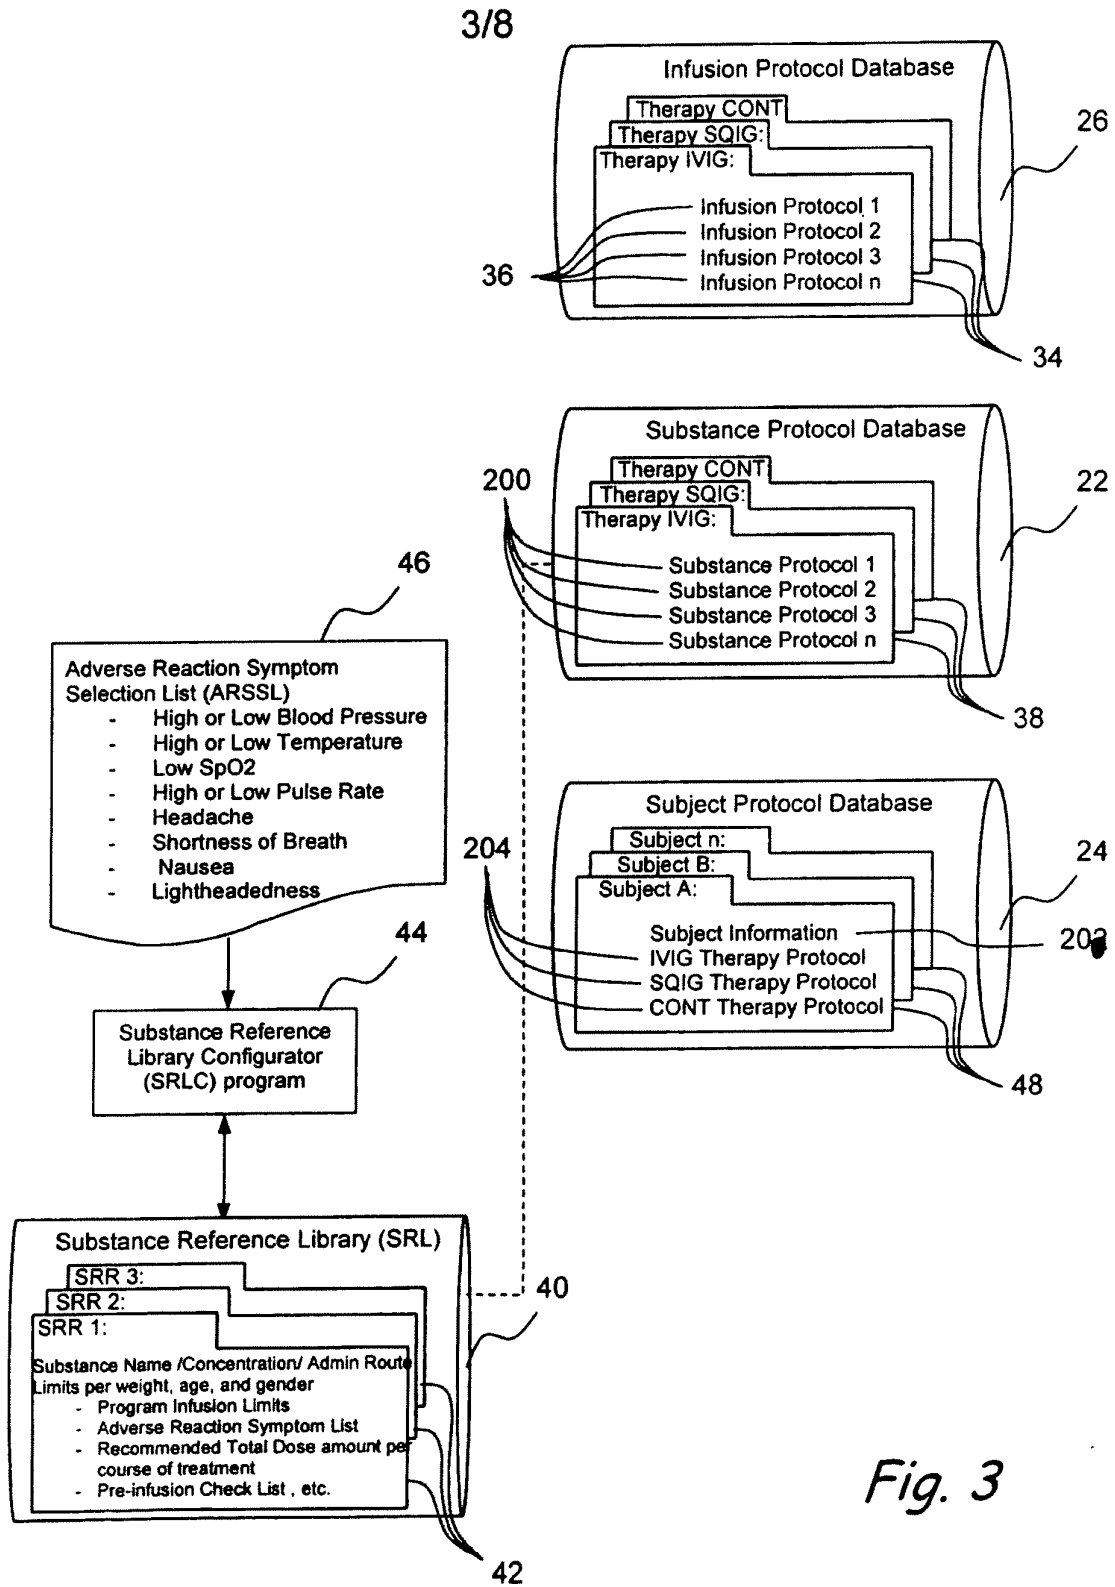 3/8
Infusion Protocol Database
Therapy CONT
Therapy SQIG:
Therapy IVIG:
Infusion Protocol 1
Infusion Protocol 2
Infusion Protocol 3
Infusion Protocol n
26
36
34
Substance Protocol Database
Therapy CONT
Therapy SQIG:
Therapy IVIG:
Substance Protocol 1
Substance Protocol 2
Substance Protocol 3
Substance Protocol n
200
22
38
46
Adverse Reaction Symptom
Selection List (ARSSL)
- High or Low Blood Pressure
- High or Low Temperature
- Low SpO2
- High or Low Pulse Rate
- Headache
- Shortness of Breath
- Nausea
- Lightheadedness
Subject Protocol Database
Subject n:
Subject B:
Subject A:
Subject Information
IVIG Therapy Protocol
SQIG Therapy Protocol
CONT Therapy Protocol
204
24
202
48
44
Substance Reference
Library Configurator
(SRLC) program
Substance Reference Library (SRL)
SRR 3:
SRR 2:
SRR 1:
Substance Name /Concentration/ Admin Route
Limits per weight, age, and gender
- Program Infusion Limits
- Adverse Reaction Symptom List
- Recommended Total Dose amount per
course of treatment
- Pre-infusion Check List , etc.
40
42
Fig. 3